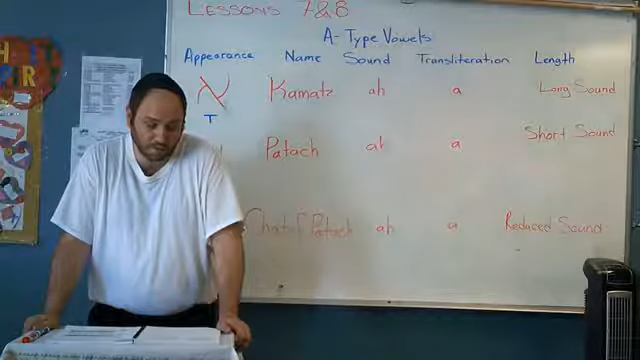 LESSONS 7&8
A-Type Vowels
Appearance Name Sound Transliteration Length
א Kamatz ah a Long Sound
Patach ah a Short Sound
Chatef Patach ah a Reduced Sound